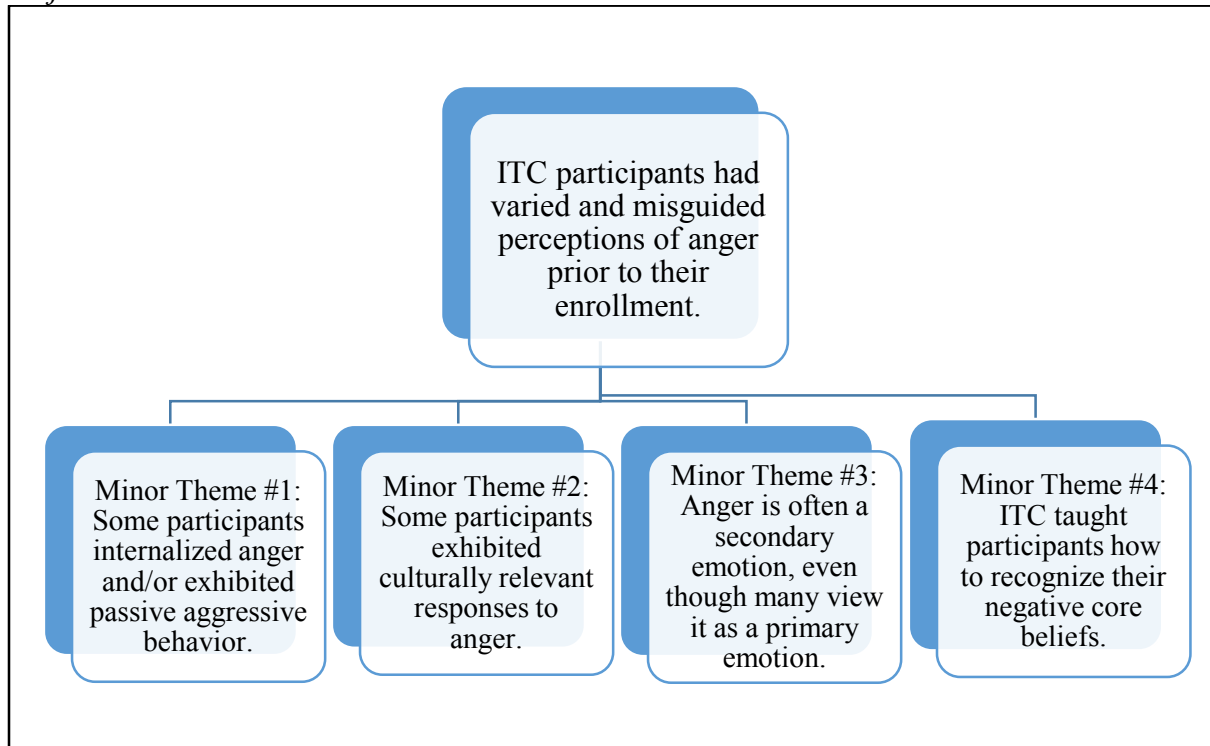 ITC participants had
varied and misguided
perceptions of anger
prior to their
enrollment.
Minor Theme #1:
Some participants
internalized anger
and/or exhibited
passive aggressive
behavior.
Minor Theme #2:
Some participants
exhibited
culturally relevant
responses to
anger.
Minor Theme #3:
Anger is often a
secondary
emotion, even
though many view
it as a primary
emotion.
Minor Theme #4:
ITC taught
participants how
to recognize their
negative core
beliefs.